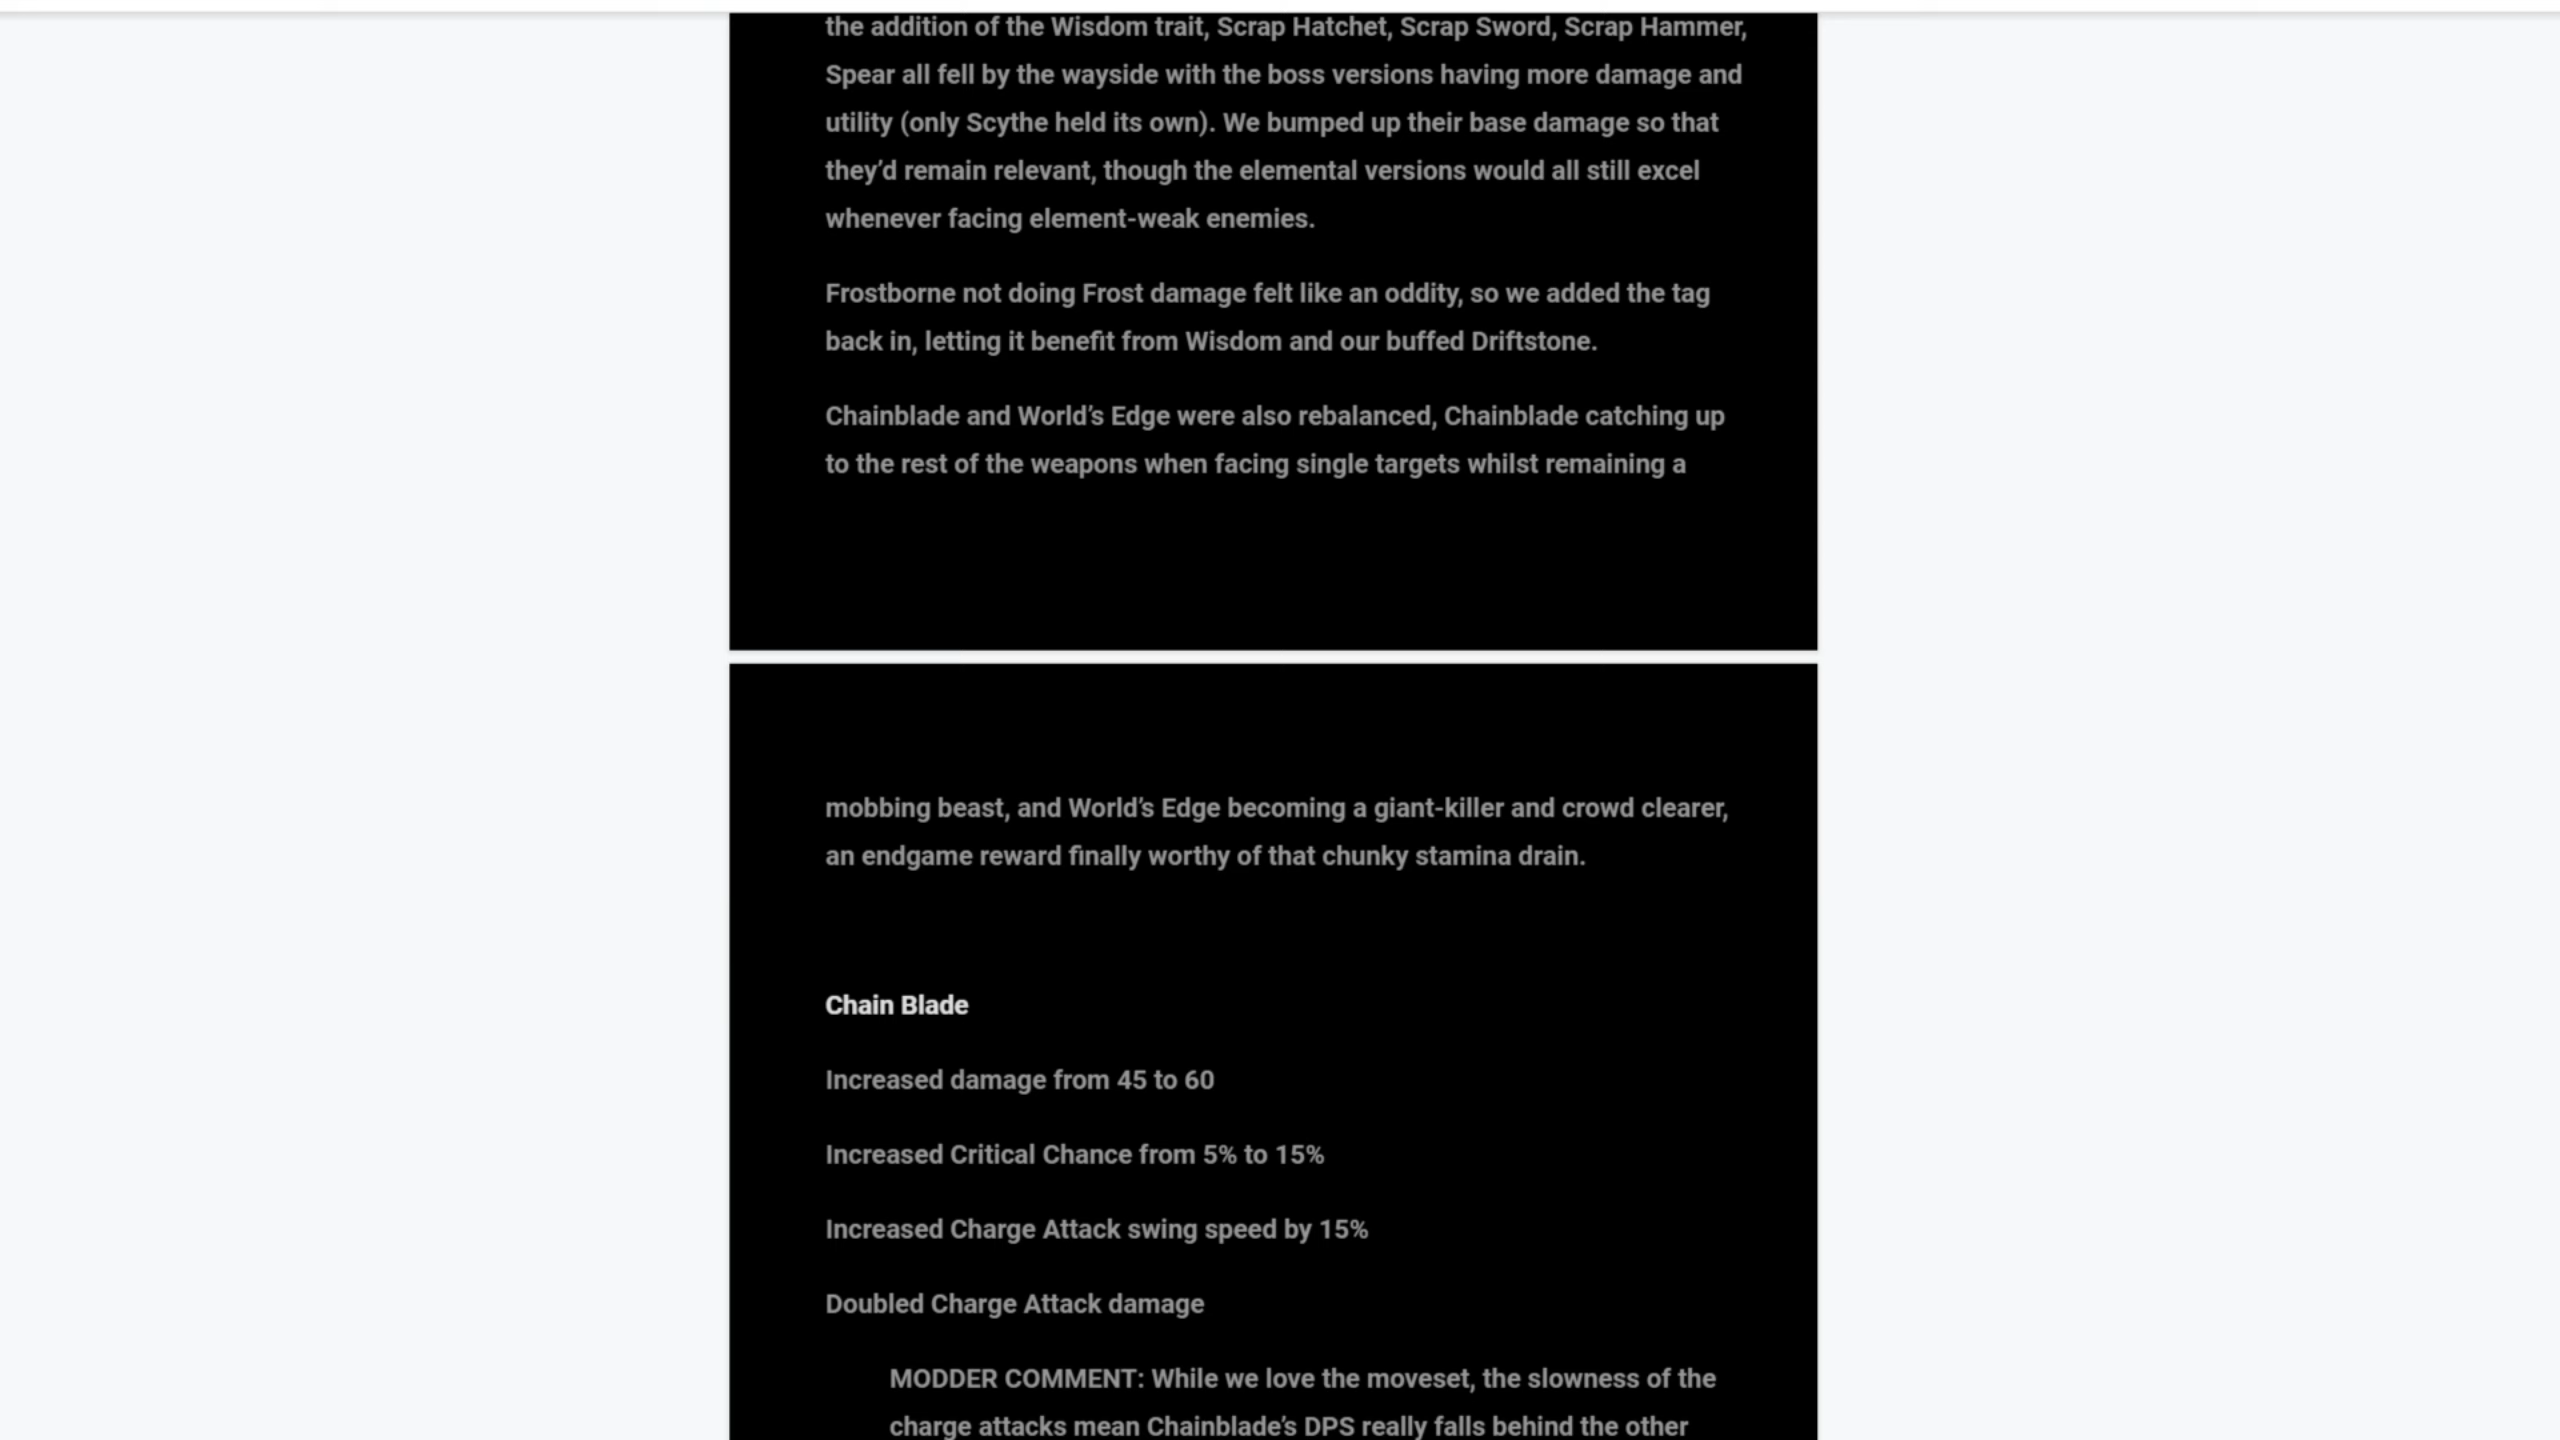 the addition of the Wisdom trait, Scrap Hatchet, Scrap Sword, Scrap Hammer,
Spear all fell by the wayside with the boss versions having more damage and
utility (only Scythe held its own). We bumped up their base damage so that
they’d remain relevant, though the elemental versions would all still excel
whenever facing element-weak enemies.
Frostborne not doing Frost damage felt like an oddity, so we added the tag
back in, letting it benefit from Wisdom and our buffed Driftstone.
Chainblade and World’s Edge were also rebalanced, Chainblade catching up
to the rest of the weapons when facing single targets whilst remaining a
mobbing beast, and World’s Edge becoming a giant-killer and crowd clearer,
an endgame reward finally worthy of that chunky stamina drain.
Chain Blade
Increased damage from 45 to 60
Increased Critical Chance from 5% to 15%
Increased Charge Attack swing speed by 15%
Doubled Charge Attack damage
MODDER COMMENT: While we love the moveset, the slowness of the
charge attacks mean Chainblade’s DPS really falls behind the other